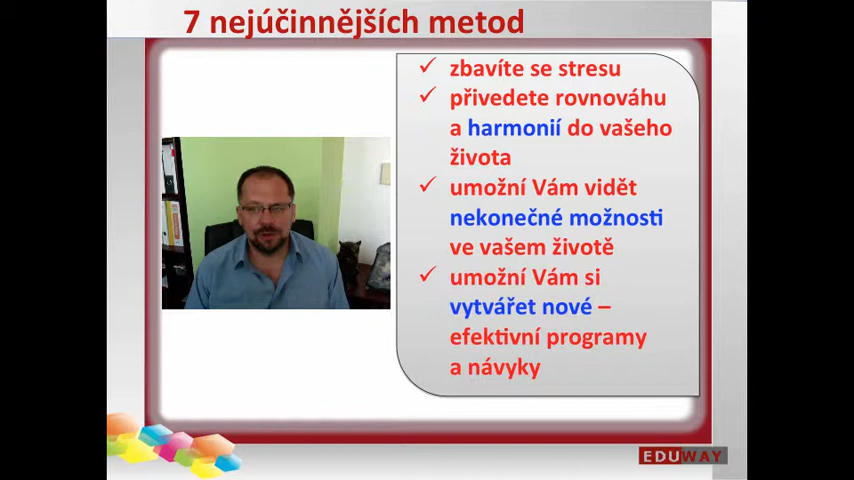 7 nejúčinnějších metod
zbavíte se stresu
přivedete rovnováhu
a harmonií do vašeho
života
umožní Vám vidět
nekonečné možnosti
ve vašem životě
umožní Vám si
vytvářet nové –
efektivní programy
a návyky
EDUWAY